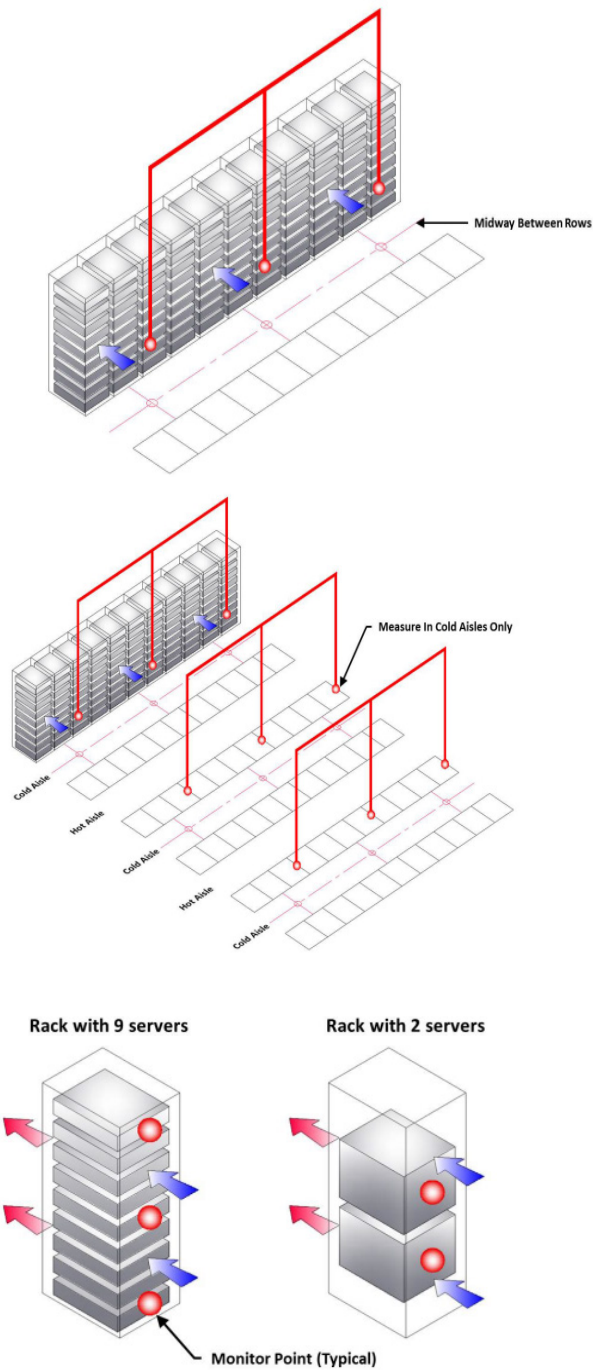 Midway Between Rows
Measure In Cold Aisles Only
Cold Aisle
Hot Aisle
Cold Aisle
Hot Aisle
Cold Aisle
Rack with 9 servers
Rack with 2 servers
Monitor Point (Typical)